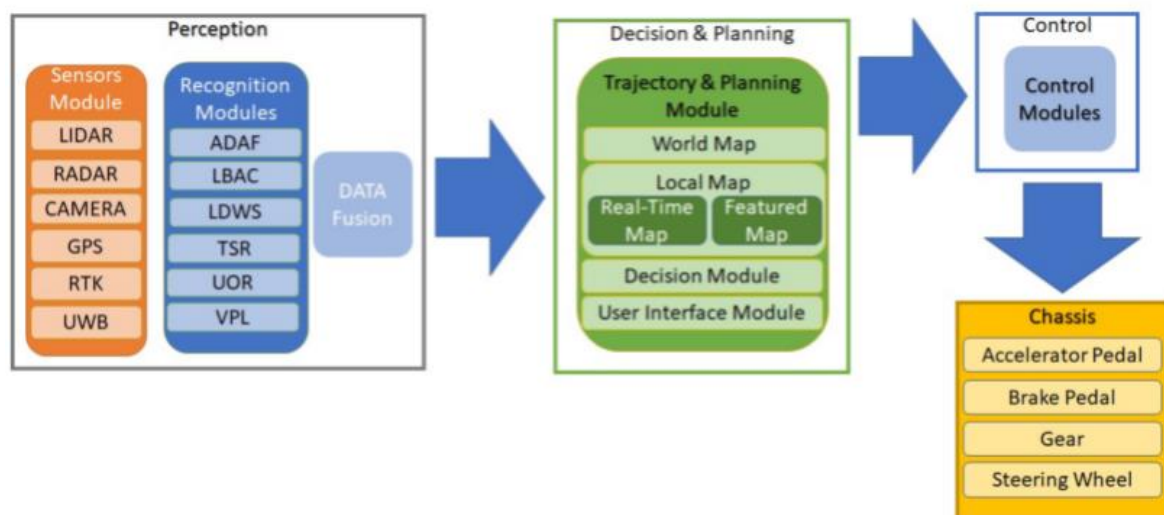 Perception
Sensors
Module
LIDAR
RADAR
CAMERA
GPS
RTK
UWB
Recognition
Modules
ADAF
LBAC
LDWS
TSR
UOR
VPL
DATA
Fusion
Decision & Planning
Trajectory & Planning
Module
World Map
Local Map
Real-Time
Map
Featured
Map
Decision Module
User Interface Module
Control
Control
Modules
Chassis
Accelerator Pedal
Brake Pedal
Gear
Steering Wheel